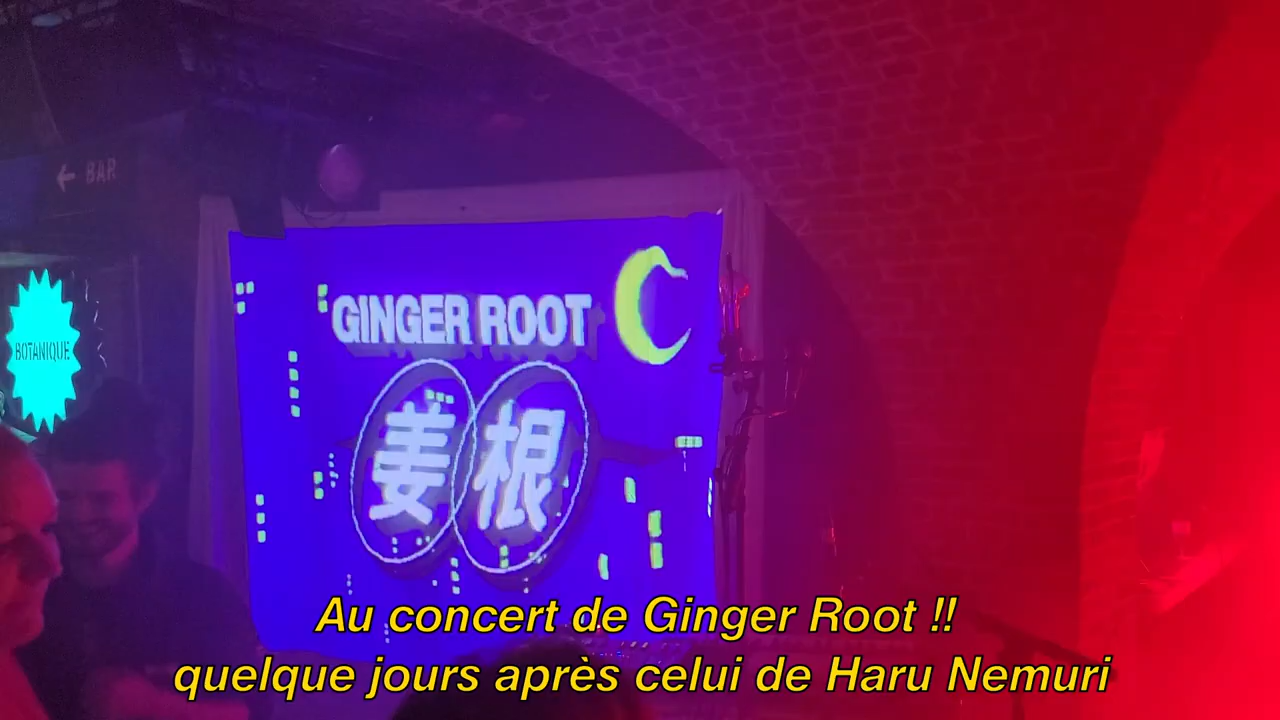 ← BAR
BOTANIQUE
GINGER ROOT
姜根
Au concert de Ginger Root !!
quelque jours après celui de Haru Nemuri